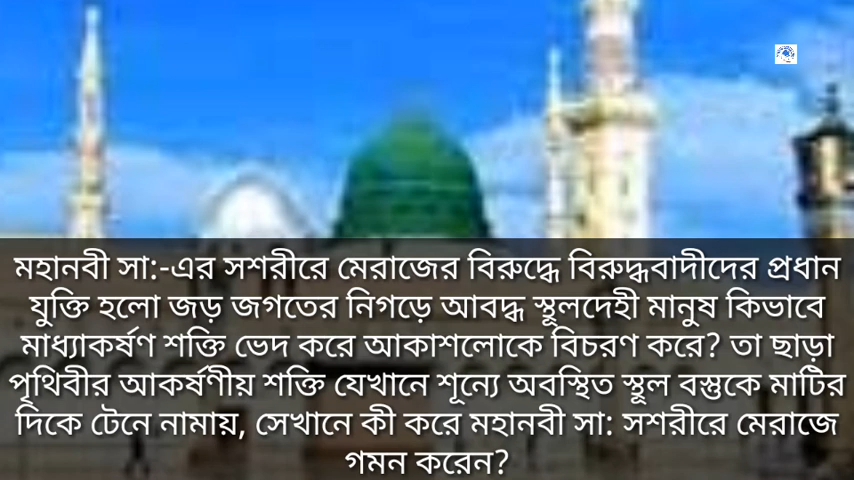 মহানবী সা:-এর সশরীরে মেরাজের বিরুদ্ধে বিরুদ্ধবাদীদের প্রধান
যুক্তি হলো জড় জগতের নিগড়ে আবদ্ধ স্থূলদেহী মানুষ কিভাবে
মাধ্যাকর্ষণ শক্তি ভেদ করে আকাশলোকে বিচরণ করে? তা ছাড়া
পৃথিবীর আকর্ষণীয় শক্তি যেখানে শূন্যে অবস্থিত স্থূল বস্তুকে মাটির
দিকে টেনে নামায়, সেখানে কী করে মহানবী সা: সশরীরে মেরাজে
গমন করেন?